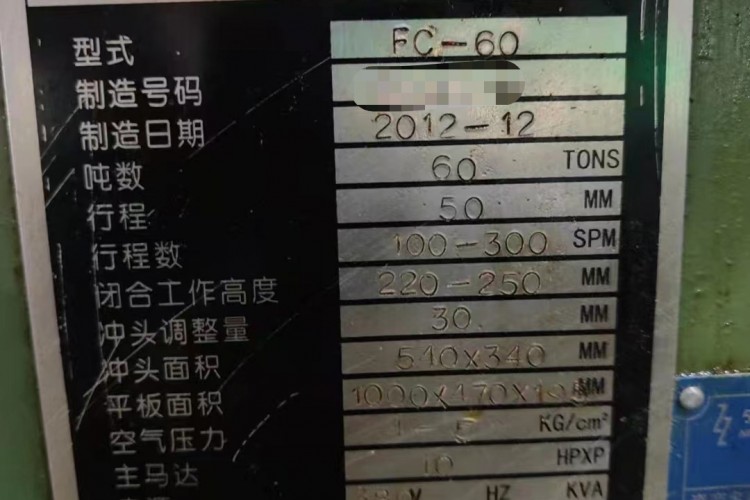 型式 FC-60
制造号码
制造日期 2012-12
吨数 60 TONS
行程 50 MM
行程数 100-300 SPM
闭合工作高度 220-250 MM
冲头调整量 30 MM
冲头面积 510X340 MM
平板面积 1000X470X MM
空气压力 KG/cm²
主马达 10 HPXP
V HZ KVA